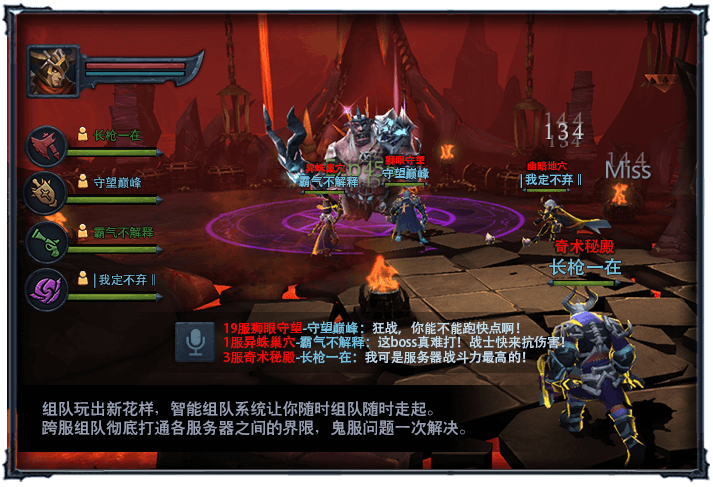 长枪一在
守望巅峰
霸气不解释
|我定不弃‖
异蛛巢穴
霸气不解释
狮眼守望
守望巅峰
幽暗地穴
|我定不弃‖
144
134
134
144
Miss
奇术秘殿
长枪一在
19服狮眼守望-守望巅峰：狂战，你能不能跑快点啊！
1服异蛛巢穴-霸气不解释：这boss真难打！战士快来抗伤害！
3服奇术秘殿-长枪一在：我可是服务器战斗力最高的！
组队玩出新花样，智能组队系统让你随时组队随时走起。
跨服组队彻底打通各服务器之间的界限，鬼服问题一次解决。